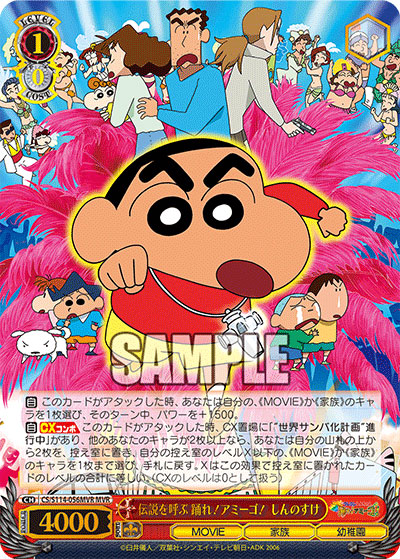 LEVEL
1
0
COST
SAMPLE
自 このカードがアタックした時、あなたは自分の、《MOVIE》か《家族》のキャ
ラを1枚選び、そのターン中、パワーを+1500。
自 CXコンボ このカードがアタックした時、CX置場に「“世界サンバ化計画”進
行中」があり、他のあなたのキャラが2枚以上なら、あなたは自分の山札の上か
ら2枚を、控え室に置き、自分の控え室のレベルX以下の、《MOVIE》か《家族》
のキャラを1枚まで選び、手札に戻す。Xはこの効果で控え室に置かれたカー
ドのレベルの合計に等しい。(CXのレベルは0として扱う)
CH CS/S114-056MVR MVR
伝説を呼ぶ 踊れ!アミーゴ! しんのすけ
4000
MOVIE 家族 幼稚園
©臼井儀人/双葉社・シンエイ・テレビ朝日・ADK 2006